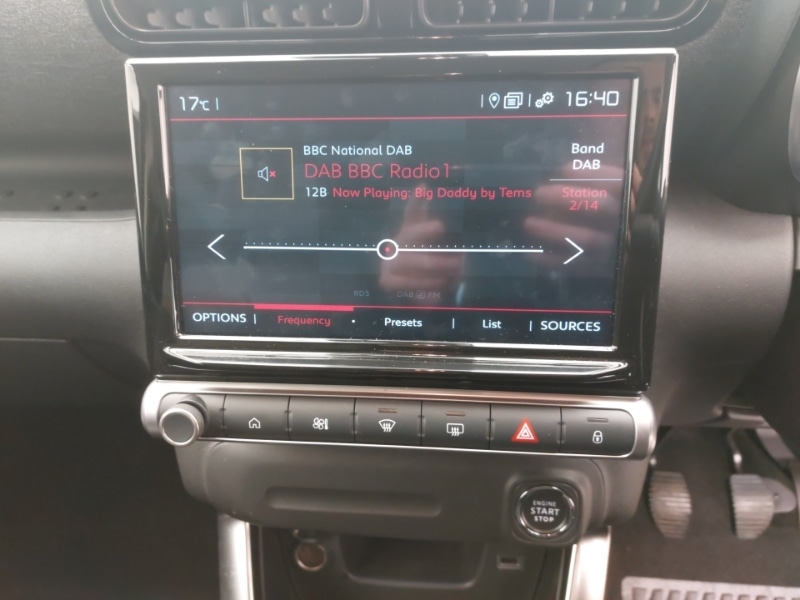 17°C
16:40
BBC National DAB
DAB BBC Radio1
12B Now Playing: Big Daddy by Tems
Band
DAB
Station
2/14
RDS DAB FM
OPTIONS Frequency Presets List SOURCES
ENGINE
START
STOP